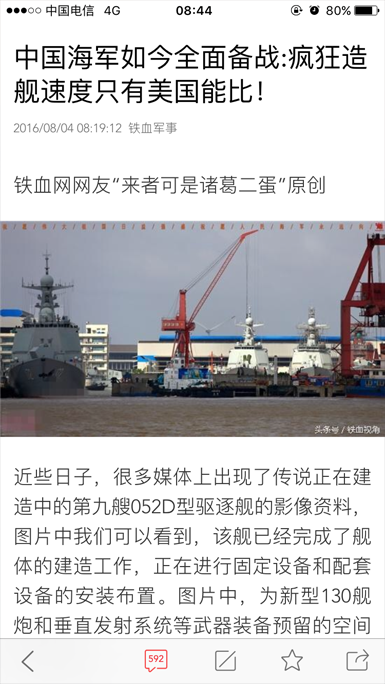 中国电信 4G 08:44 80%
中国海军如今全面备战:疯狂造
舰速度只有美国能比！
2016/08/04 08:19:12 铁血军事
铁血网网友“来者可是诸葛二蛋”原创
头条号／铁血视角
近些日子，很多媒体上出现了传说正在建
造中的第九艘052D型驱逐舰的影像资料，
图片中我们可以看到，该舰已经完成了舰
体的建造工作，正在进行固定设备和配套
设备的安装布置。图片中，为新型130舰
炮和垂直发射系统等武器装备预留的空间
592